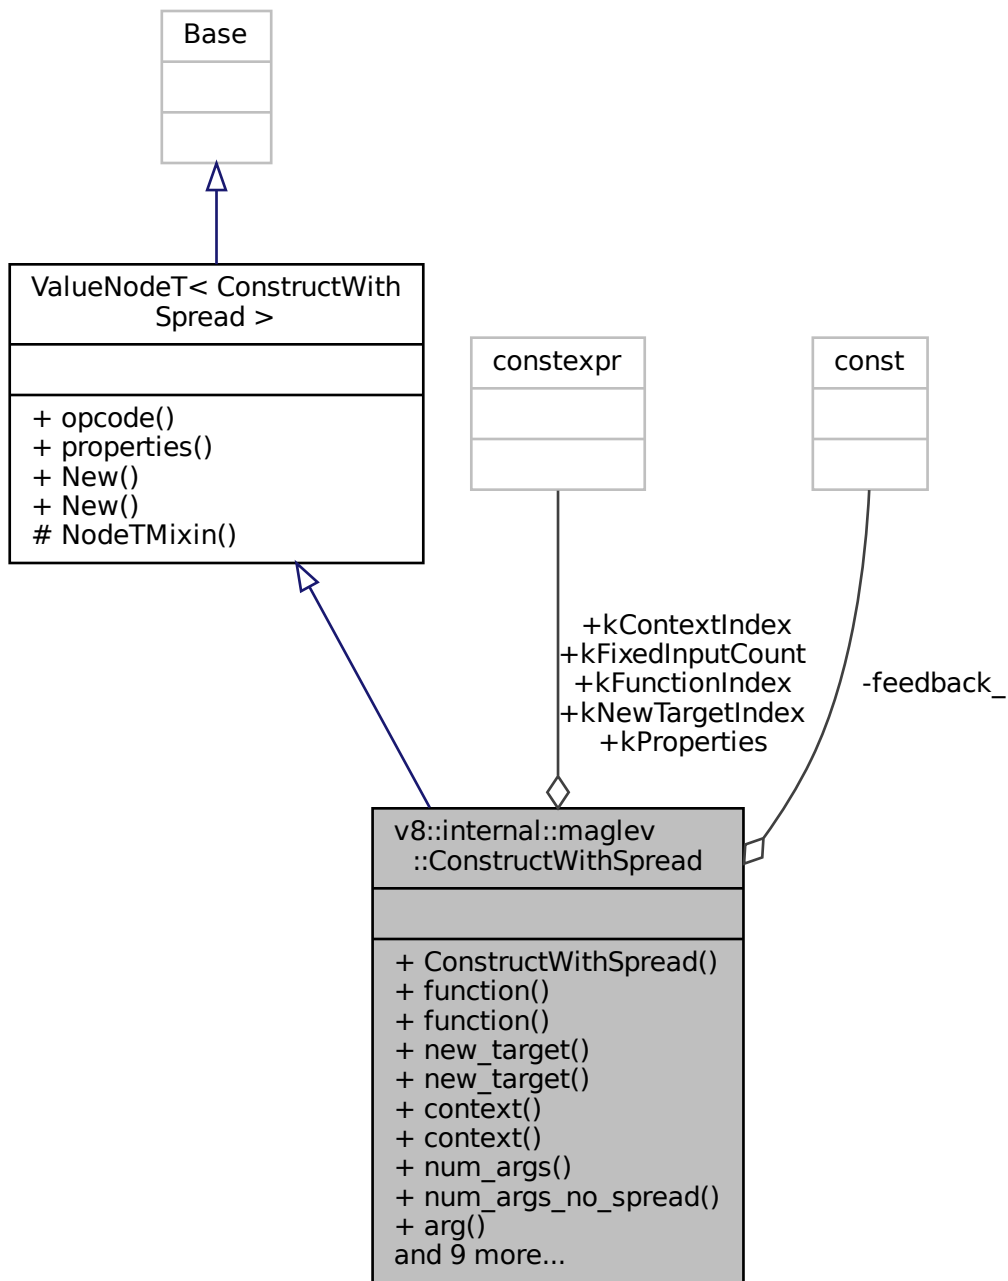 Base
ValueNodeT< ConstructWith
Spread >
+ opcode()
+ properties()
+ New()
+ New()
# NodeTMixin()
constexpr
const
+kContextIndex
+kFixedInputCount
+kFunctionIndex
+kNewTargetIndex
+kProperties
-feedback_
v8::internal::maglev
::ConstructWithSpread
+ ConstructWithSpread()
+ function()
+ function()
+ new_target()
+ new_target()
+ context()
+ context()
+ num_args()
+ num_args_no_spread()
+ arg()
and 9 more...